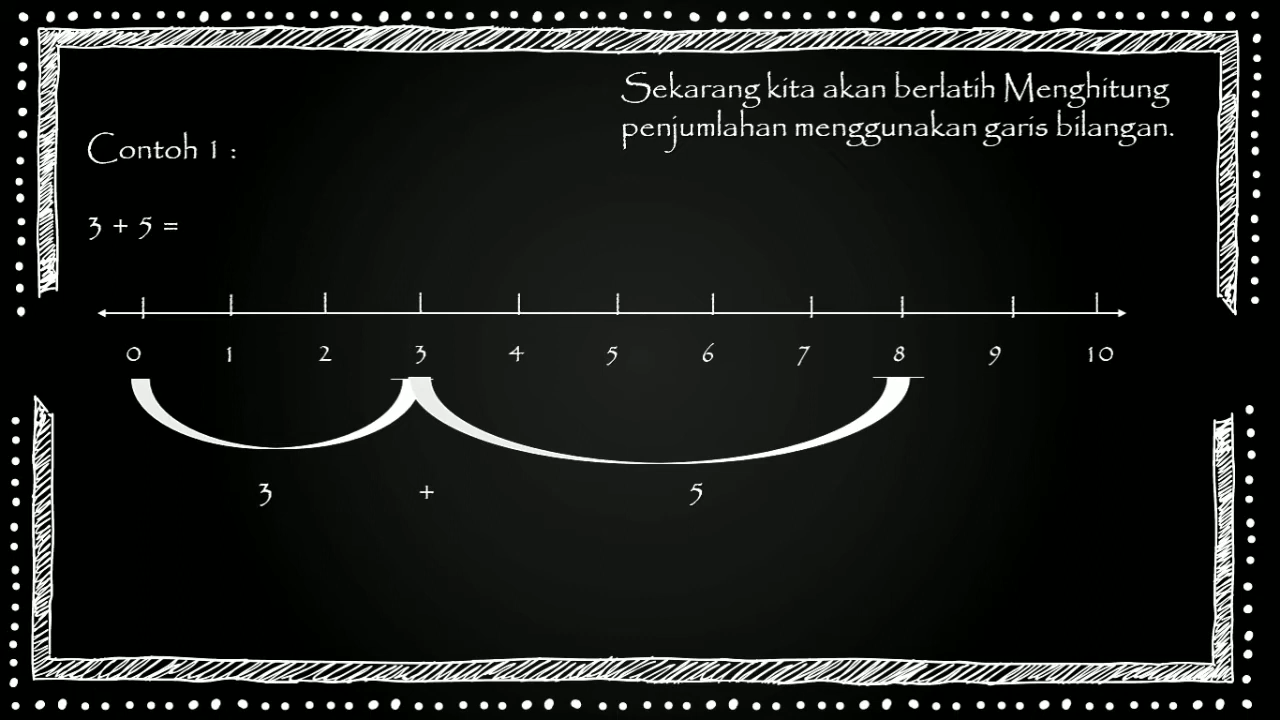 Sekarang kita akan berlatih Menghitung
penjumlahan menggunakan garis bilangan.
Contoh 1 :
3 + 5 =
0 1 2 3 4 5 6 7 8 9 10
3 + 5